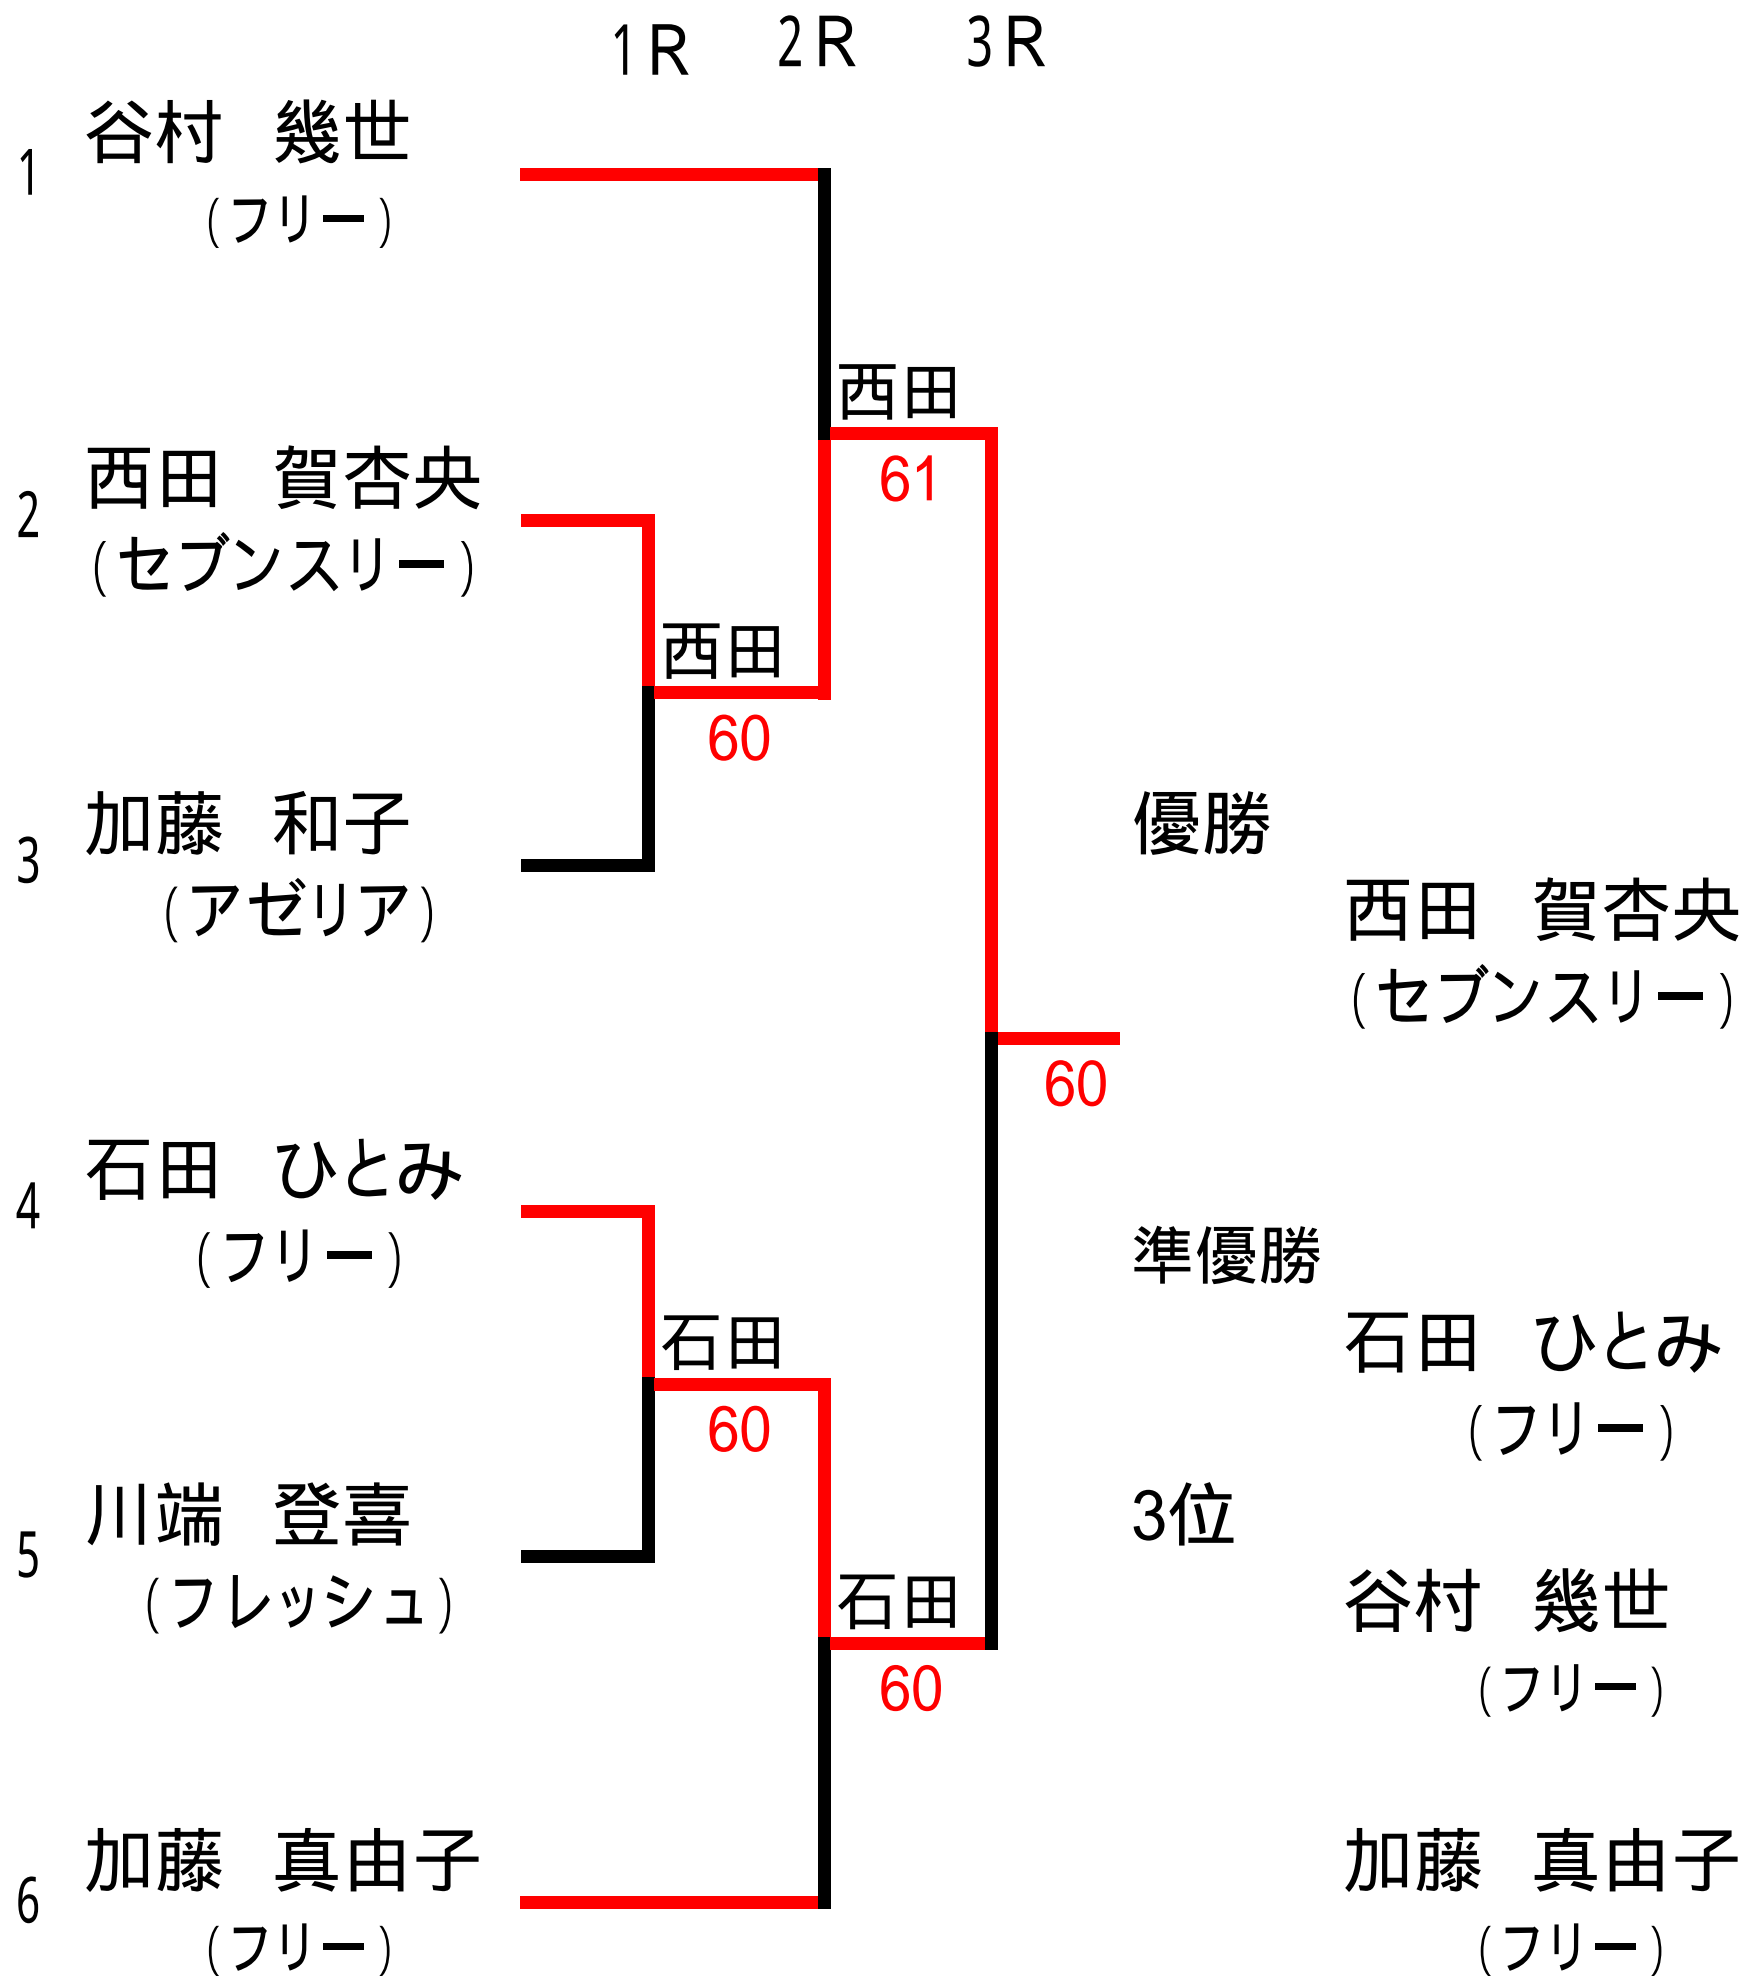 1R 2R 3R
1 谷村 幾世
(フリー)
西田
61
2 西田 賀杏央
(セブンスリー)
西田
60
3 加藤 和子
(アゼリア)
優勝
西田 賀杏央
(セブンスリー)
60
4 石田 ひとみ
(フリー)
準優勝
石田 ひとみ
(フリー)
石田
60
5 川端 登喜
(フレッシュ)
3位
谷村 幾世
(フリー)
石田
60
6 加藤 真由子
(フリー)
加藤 真由子
(フリー)